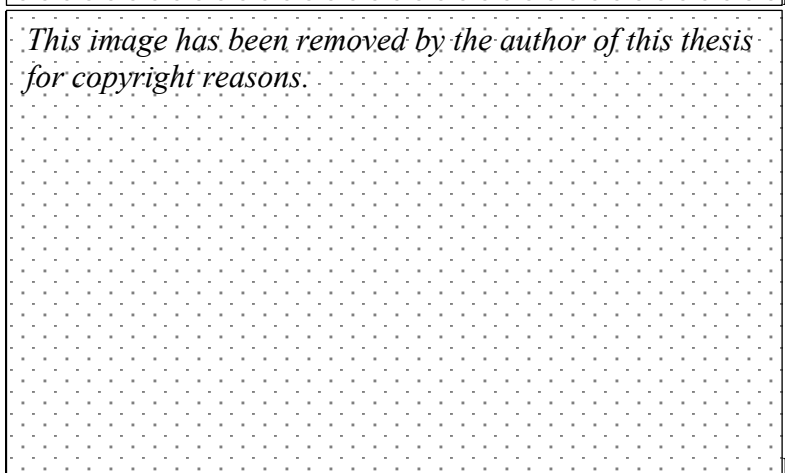 This image has been removed by the author of this thesis
for copyright reasons.